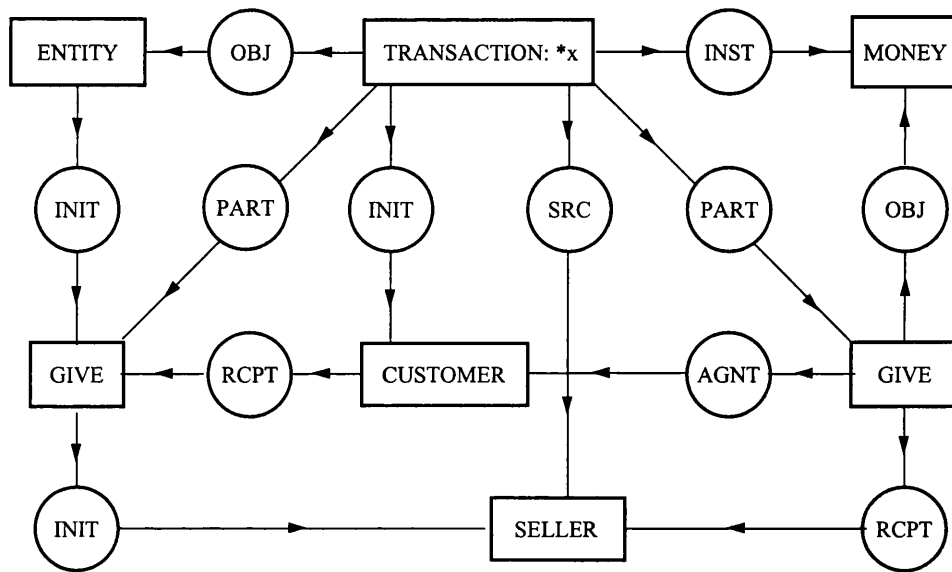 ENTITY
OBJ
TRANSACTION: *x
INST
MONEY
INIT
PART
INIT
SRC
PART
OBJ
GIVE
RCPT
CUSTOMER
AGNT
GIVE
INIT
SELLER
RCPT